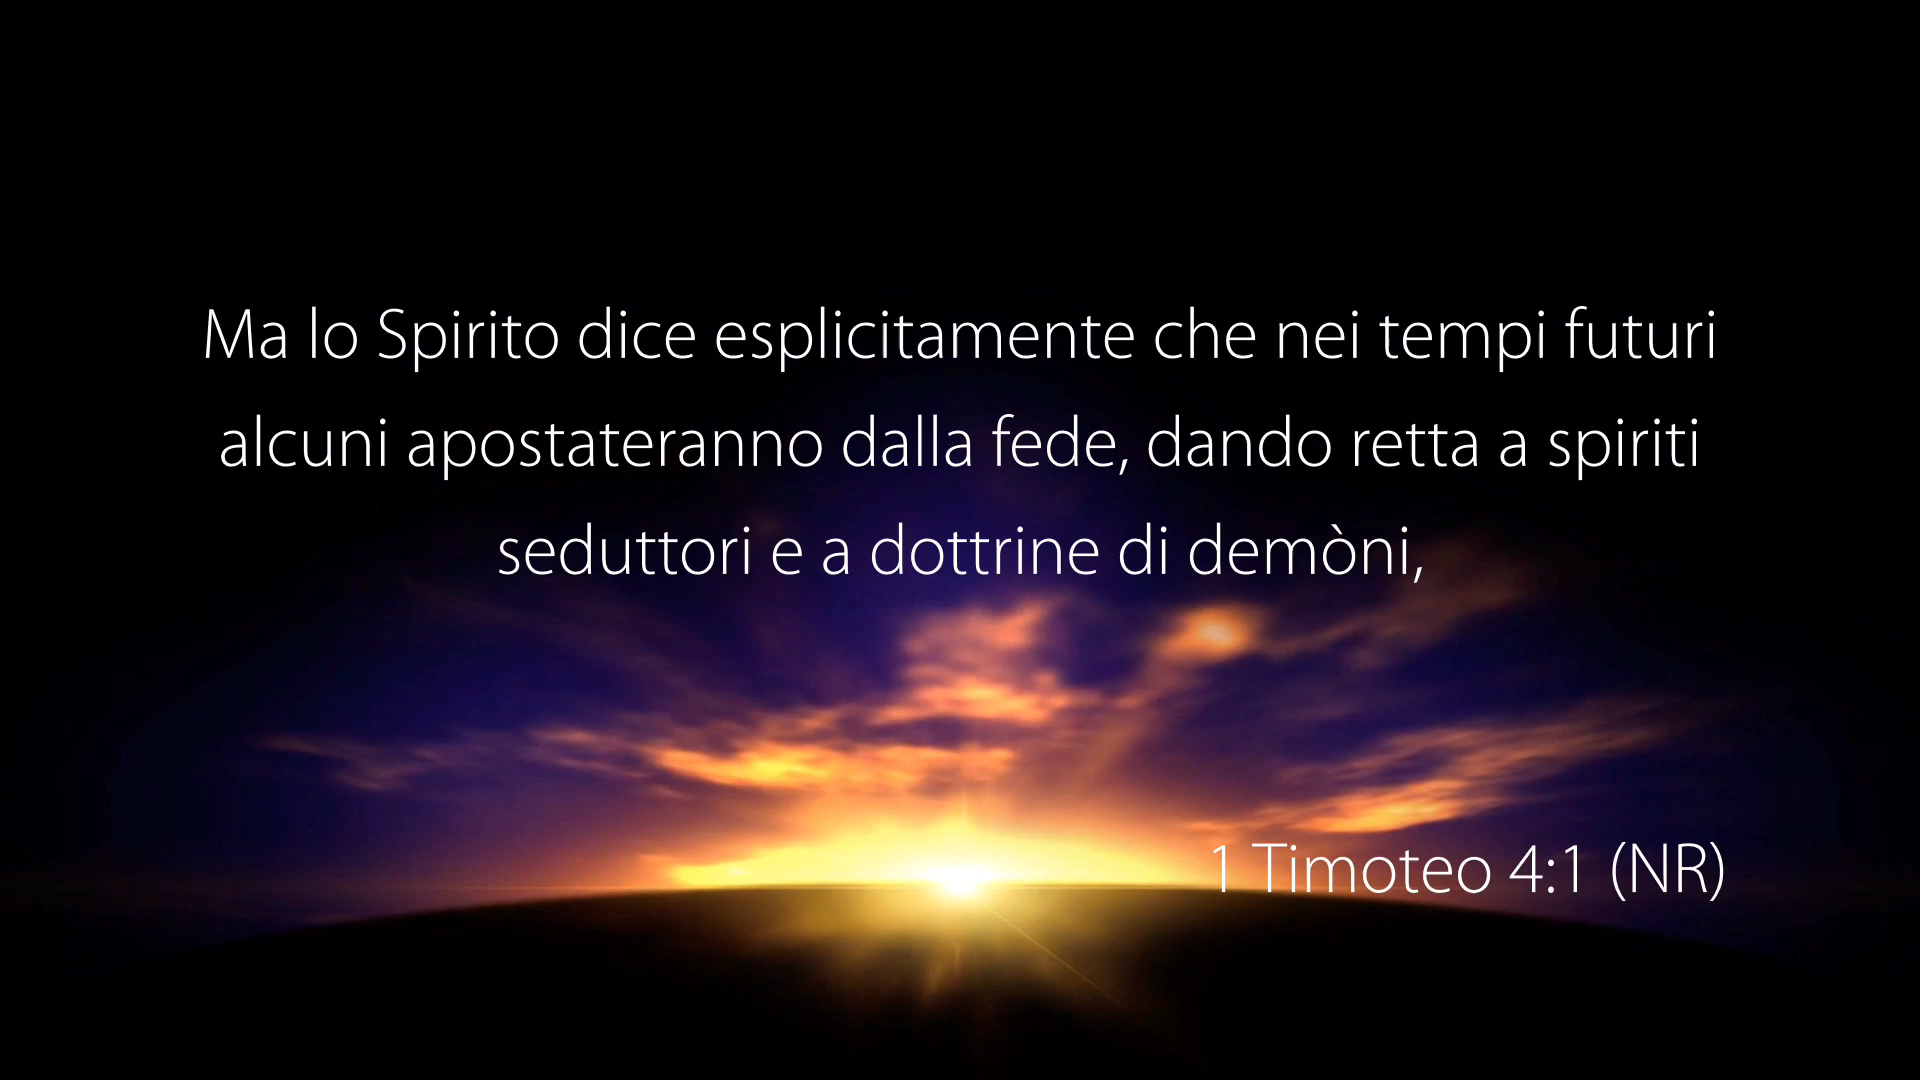 Ma lo Spirito dice esplicitamente che nei tempi futuri
alcuni apostateranno dalla fede, dando retta a spiriti
seduttori e a dottrine di demòni,
1 Timoteo 4:1 (NR)